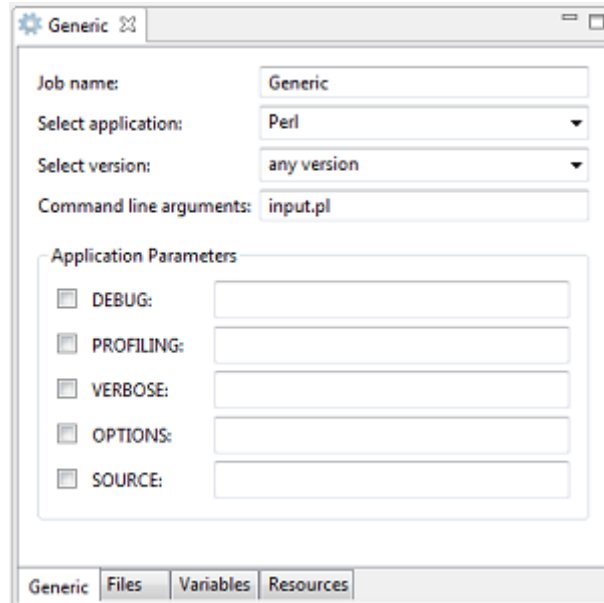 Generic
Job name: Generic
Select application: Perl
Select version: any version
Command line arguments: input.pl
Application Parameters
DEBUG:
PROFILING:
VERBOSE:
OPTIONS:
SOURCE:
Generic Files Variables Resources